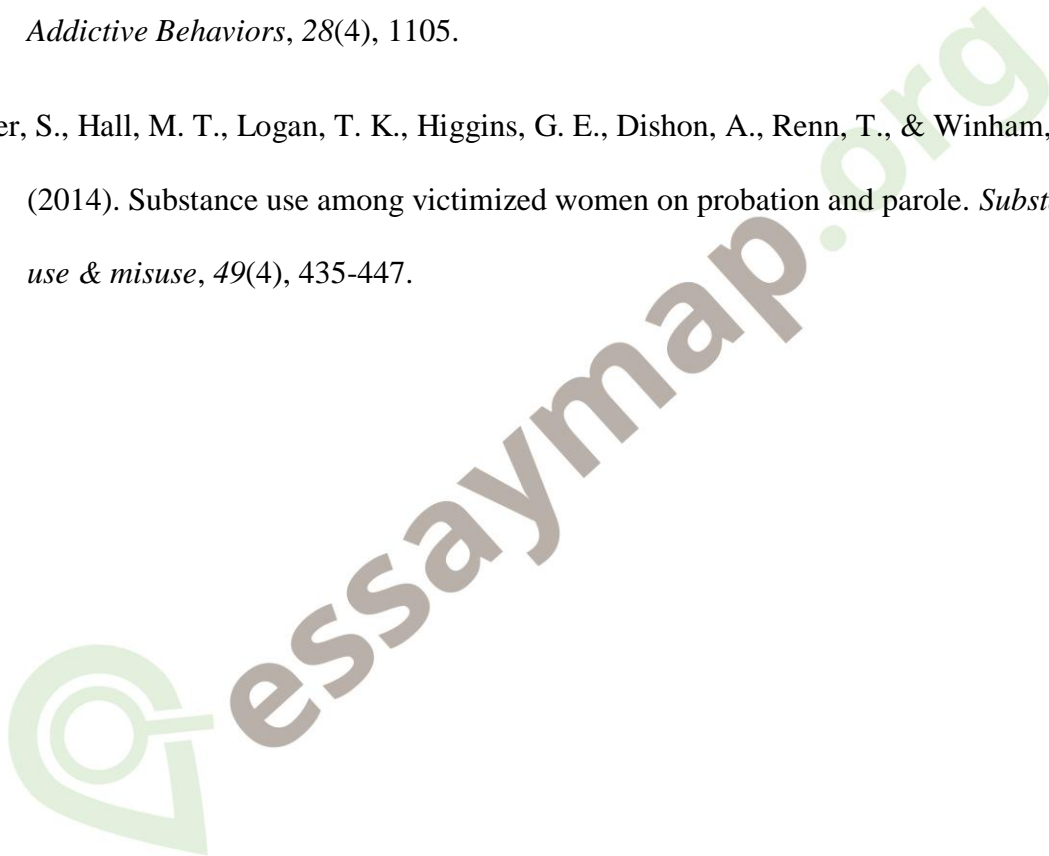 Addictive Behaviors, 28(4), 1105.
er, S., Hall, M. T., Logan, T. K., Higgins, G. E., Dishon, A., Renn, T., & Winham,
(2014). Substance use among victimized women on probation and parole. Subst
use & misuse, 49(4), 435-447.
essaymap.org